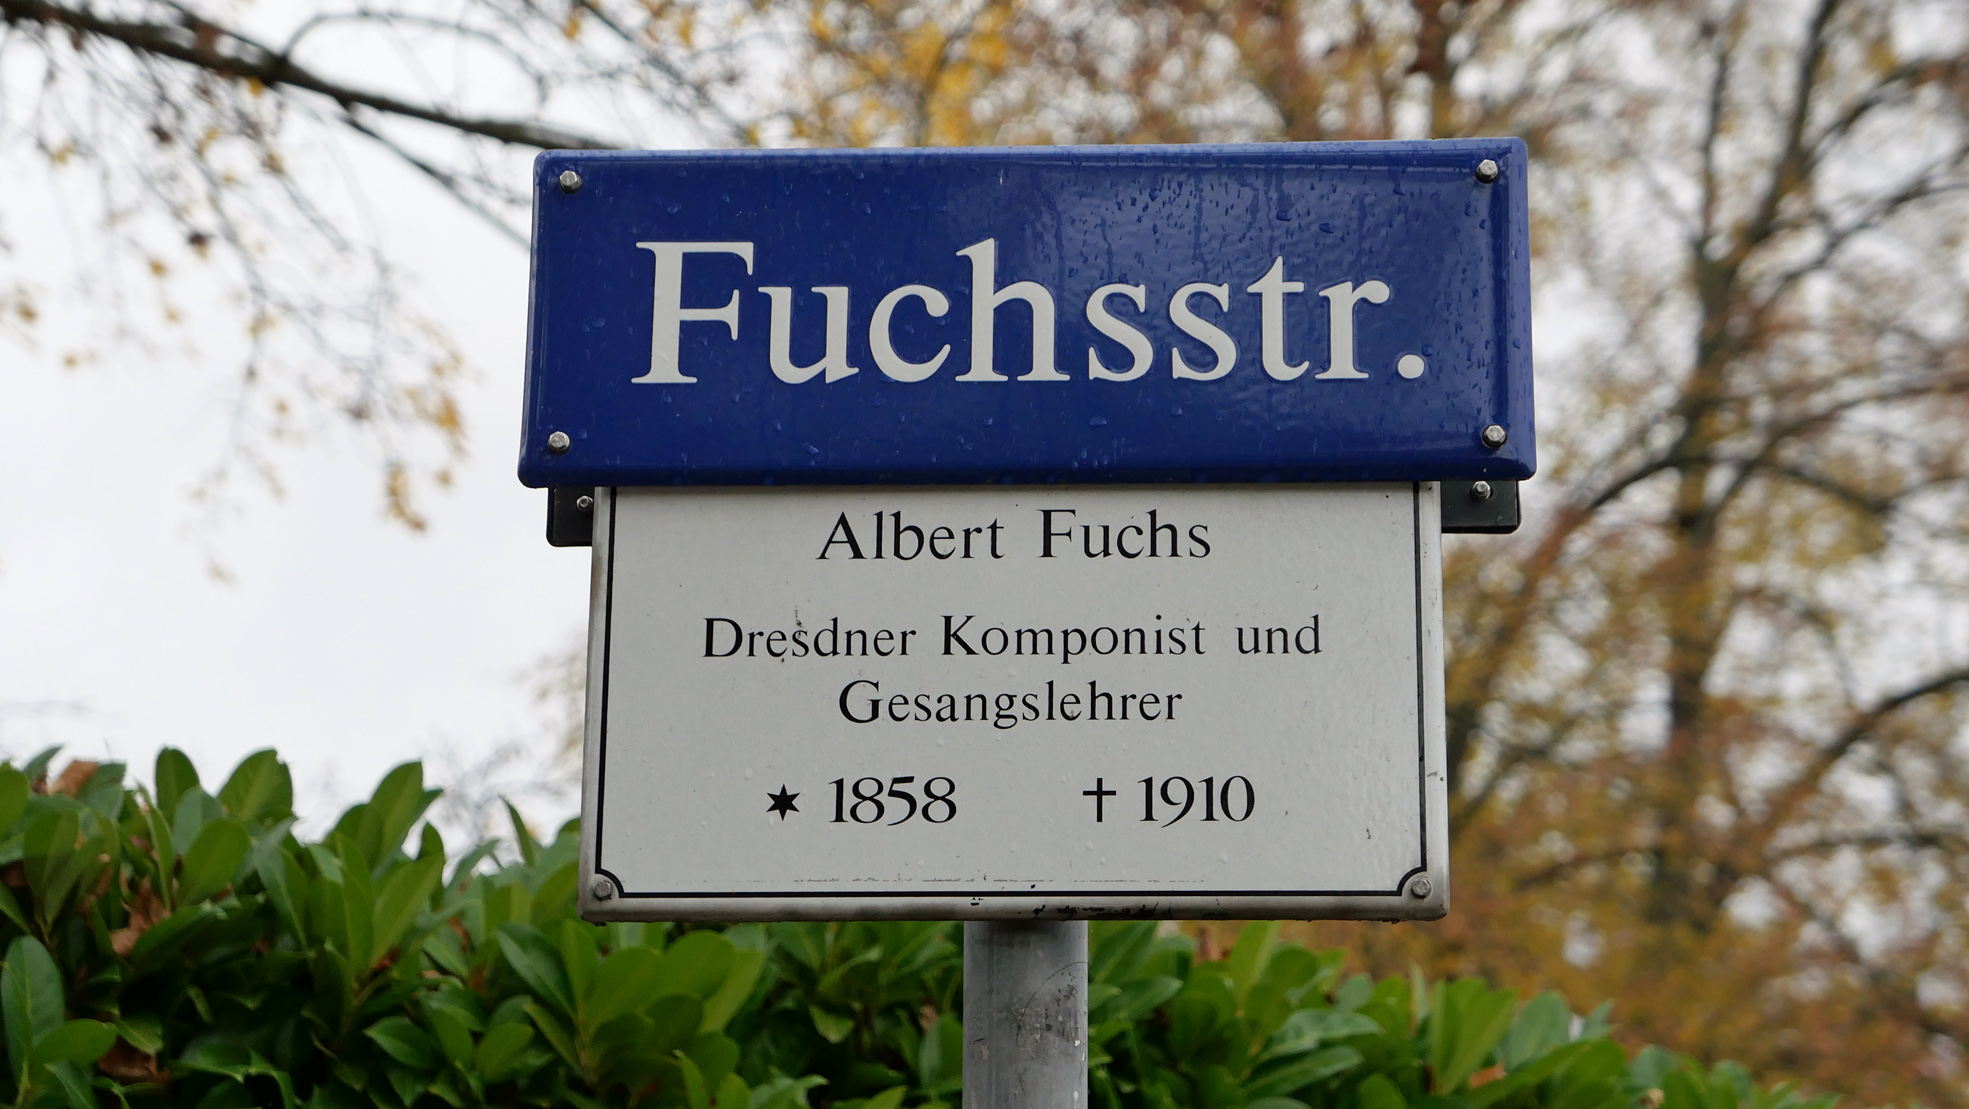 Fuchsstr.
Albert Fuchs
Dresdner Komponist und
Gesangslehrer
✶ 1858 † 1910